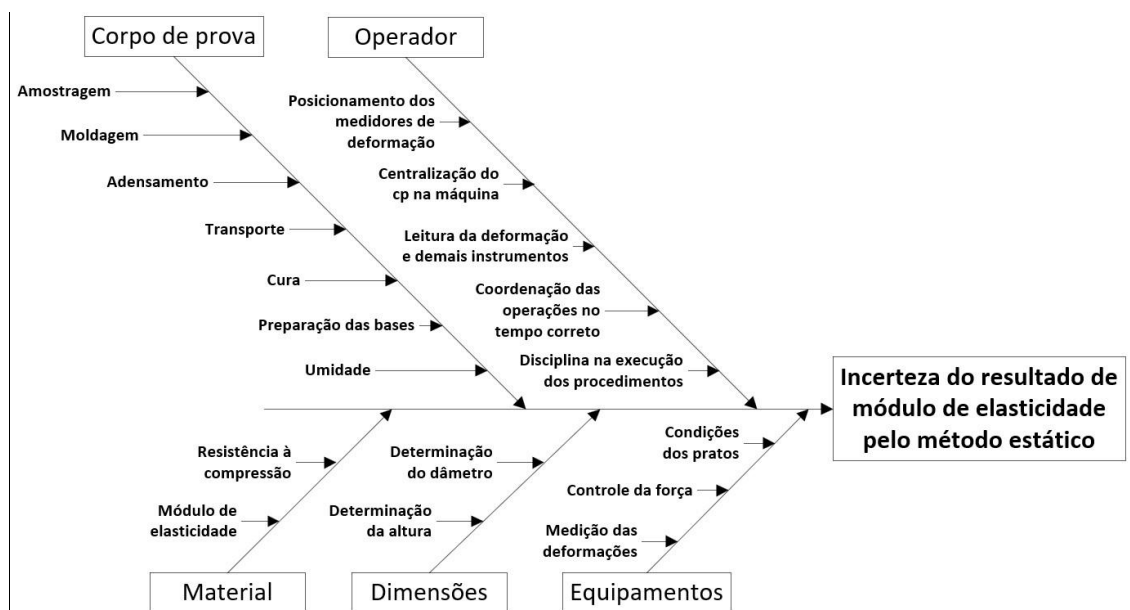 Corpo de prova
Amostragem
Moldagem
Adensamento
Transporte
Cura
Preparação das bases
Umidade
Operador
Posicionamento dos
medidores de
deformação
Centralização do
cp na máquina
Leitura da deformação
e demais instrumentos
Coordenação das
operações no
tempo correto
Disciplina na execução
dos procedimentos
Incerteza do resultado de
módulo de elasticidade
pelo método estático
Resistência à
compressão
Módulo de
elasticidade
Material
Determinação
do dâmetro
Determinação
da altura
Dimensões
Condições
dos pratos
Controle da força
Medição das
deformações
Equipamentos